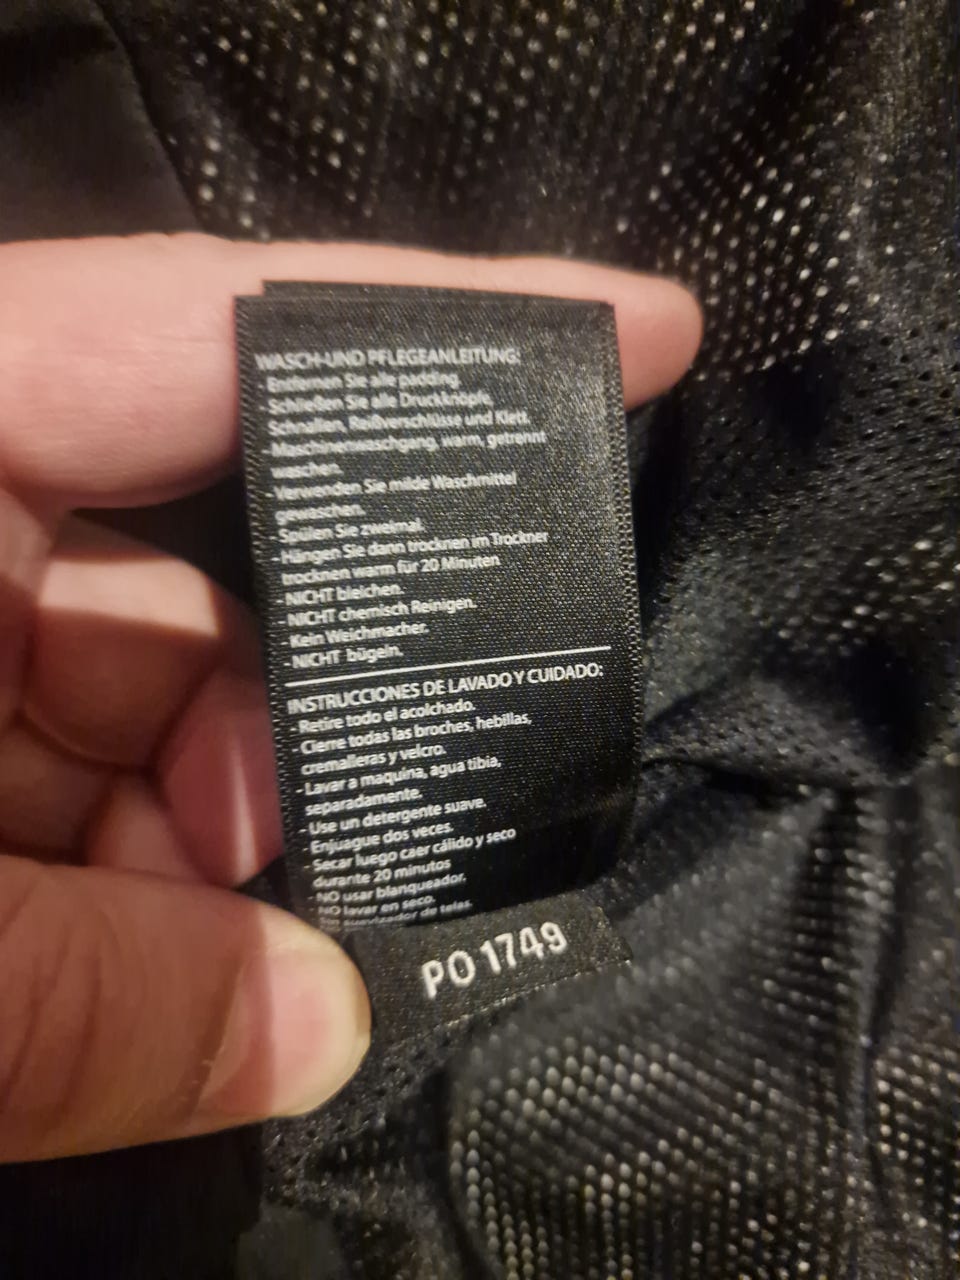 WASCH-UND PFLEGEANLEITUNG:
- Entfernen Sie alle padding.
Schließen Sie alle Druckknöpfe,
Schnallen, Reißverschlüsse und Klett.
- Maschinenwaschgang, warm, getrennt
waschen.
- Verwenden Sie milde Waschmittel
gewaschen.
Spülen Sie zweimal.
- Hängen Sie dann trocknen im Trockner
trocknen warm für 20 Minuten
- NICHT bleichen.
- NICHT chemisch Reinigen.
- Kein Weichmacher.
- NICHT bügeln.
INSTRUCCIONES DE LAVADO Y CUIDADO:
- Retire todo el acolchado.
- Cierre todas las broches, hebillas,
cremalleras y velcro.
- Lavar a maquina, agua tibia,
separadamente.
- Use un detergente suave.
- Enjuague dos veces.
- Secar luego caer cálido y seco
durante 20 minutos
- NO usar blanqueador.
- NO lavar en seco.
- Sin suavizador de telas.
PO 1749